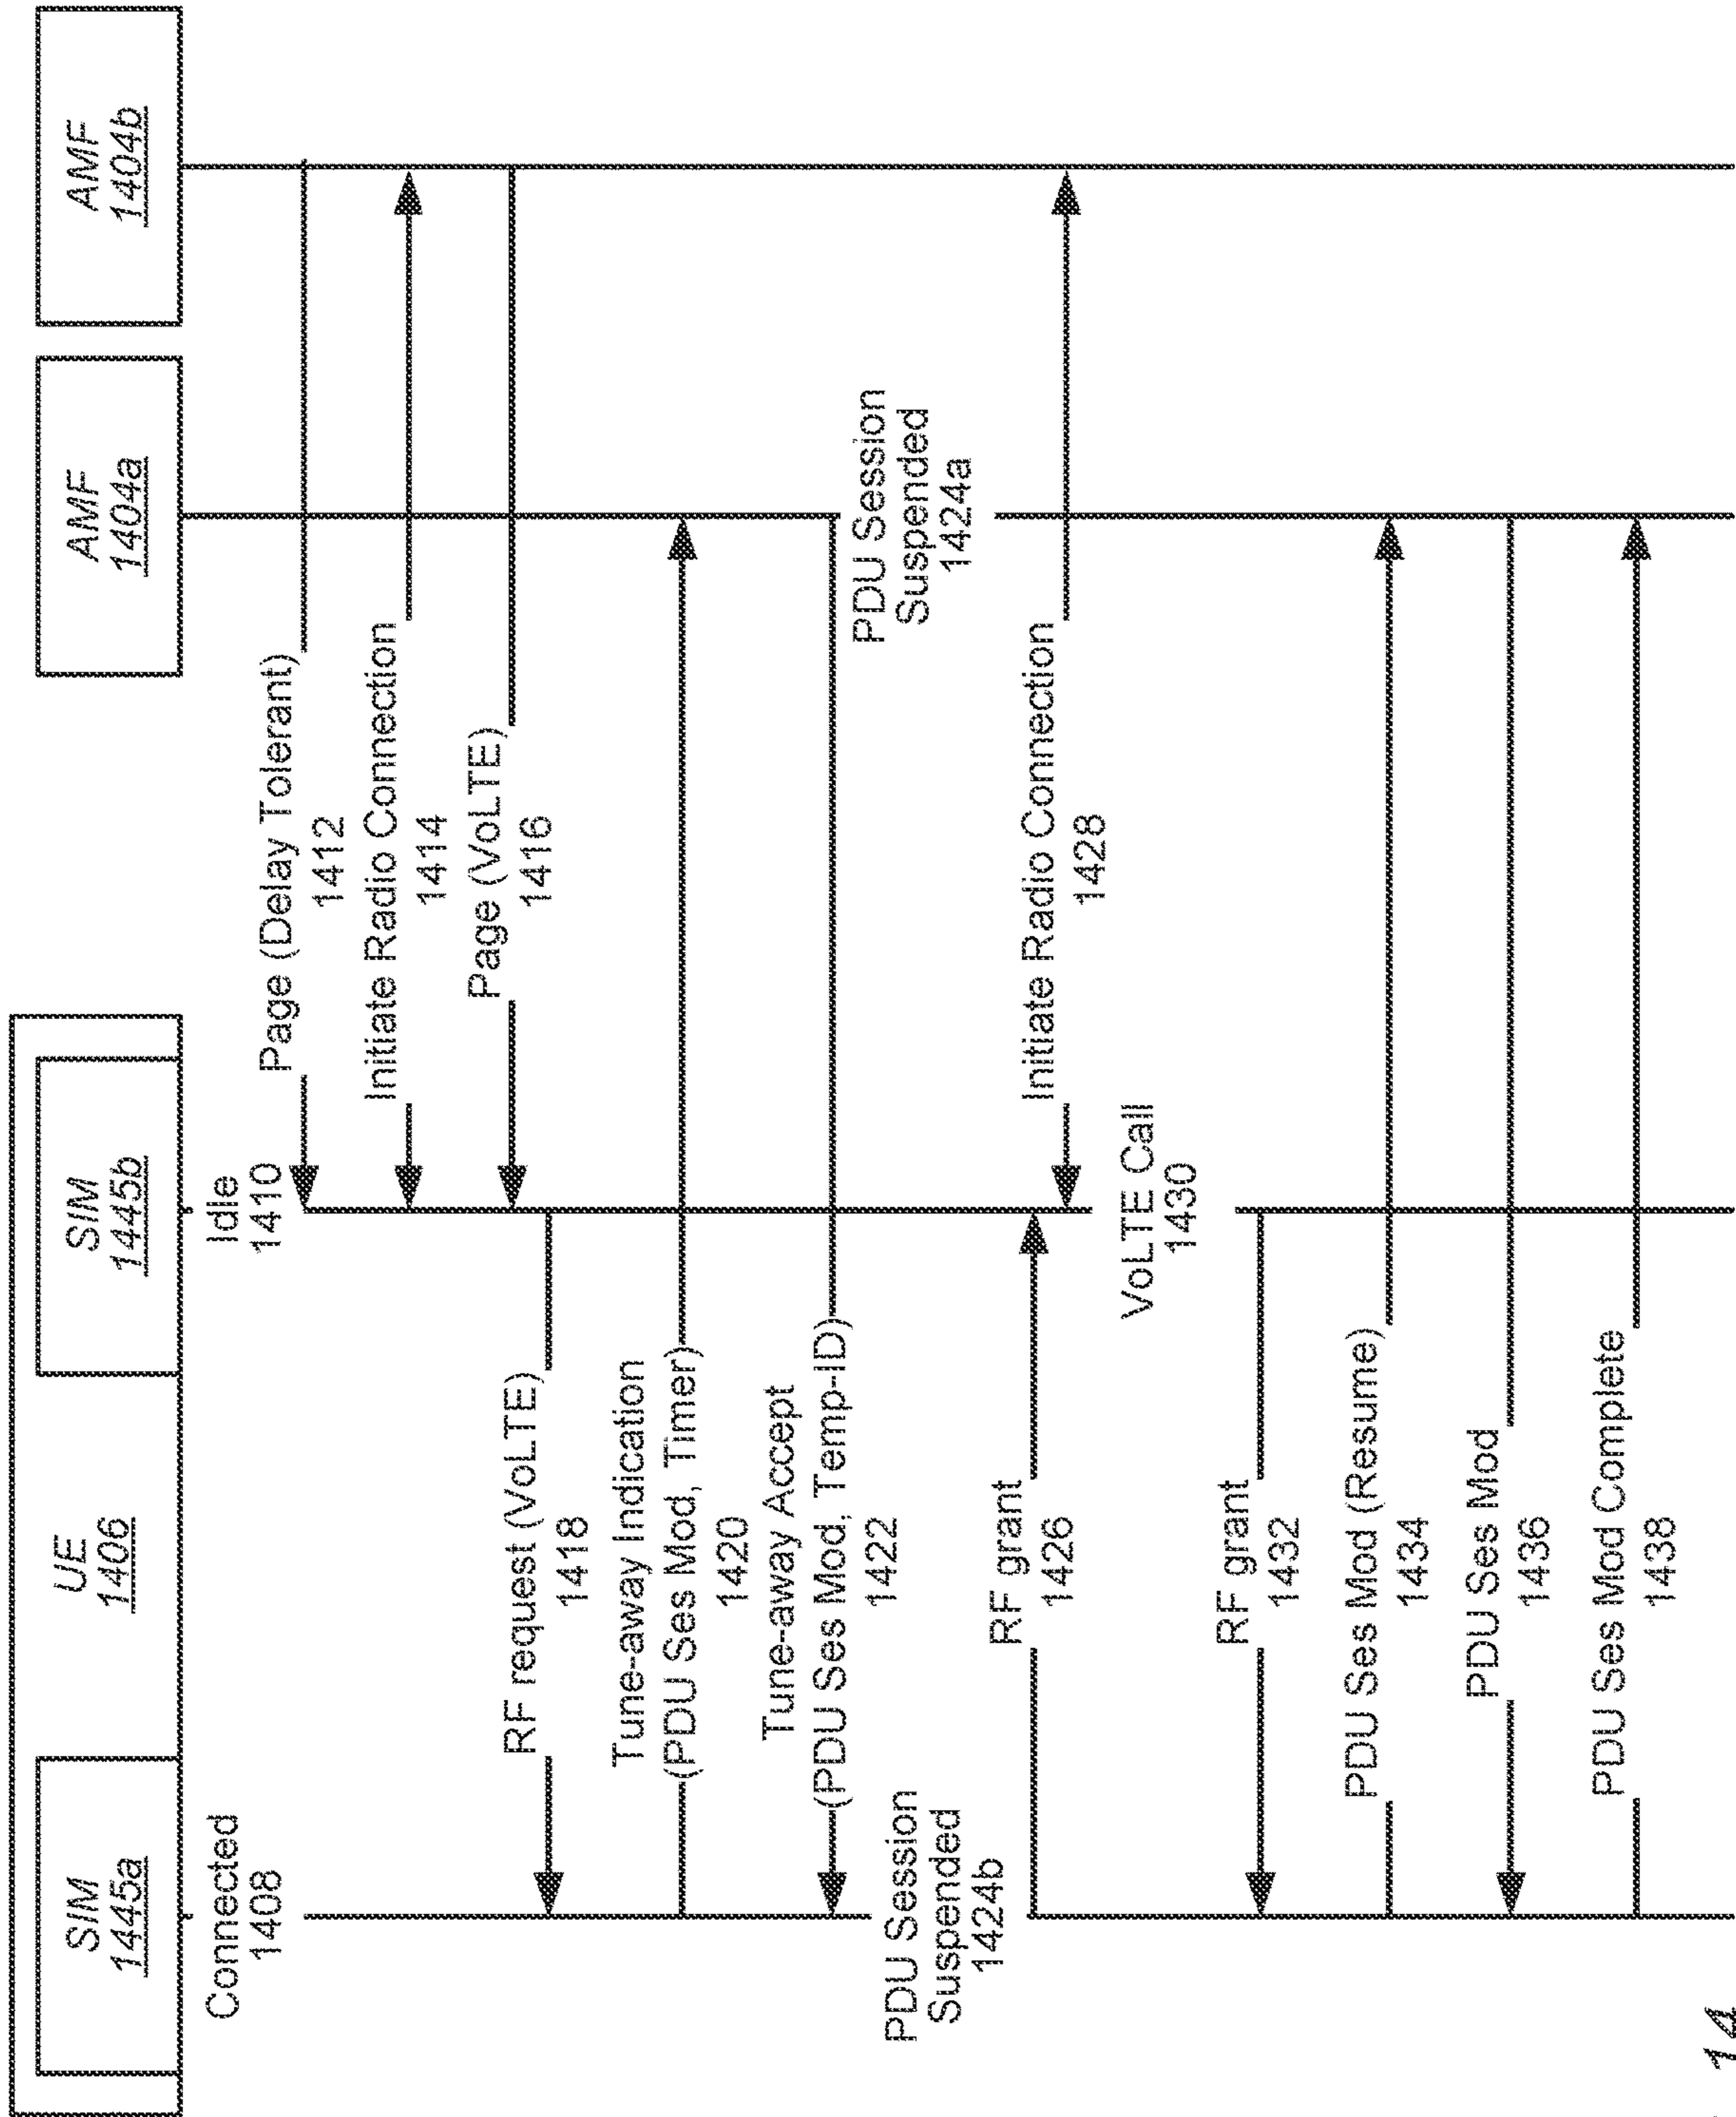 UE
1406
SIM
1445a
SIM
1445b
AMF
1404a
AMF
1404b
Connected
1408
Idle
1410
Page (Delay Tolerant)
1412
Initiate Radio Connection
1414
Page (VoLTE)
1416
RF request (VoLTE)
1418
Tune-away Indication
(PDU Ses Mod, Timer)
1420
Tune-away Accept
(PDU Ses Mod, Temp-ID)
1422
PDU Session
Suspended
1424a
PDU Session
Suspended
1424b
RF grant
1426
Initiate Radio Connection
1428
VoLTE Call
1430
RF grant
1432
PDU Ses Mod (Resume)
1434
PDU Ses Mod
1436
PDU Ses Mod Complete
1438
14